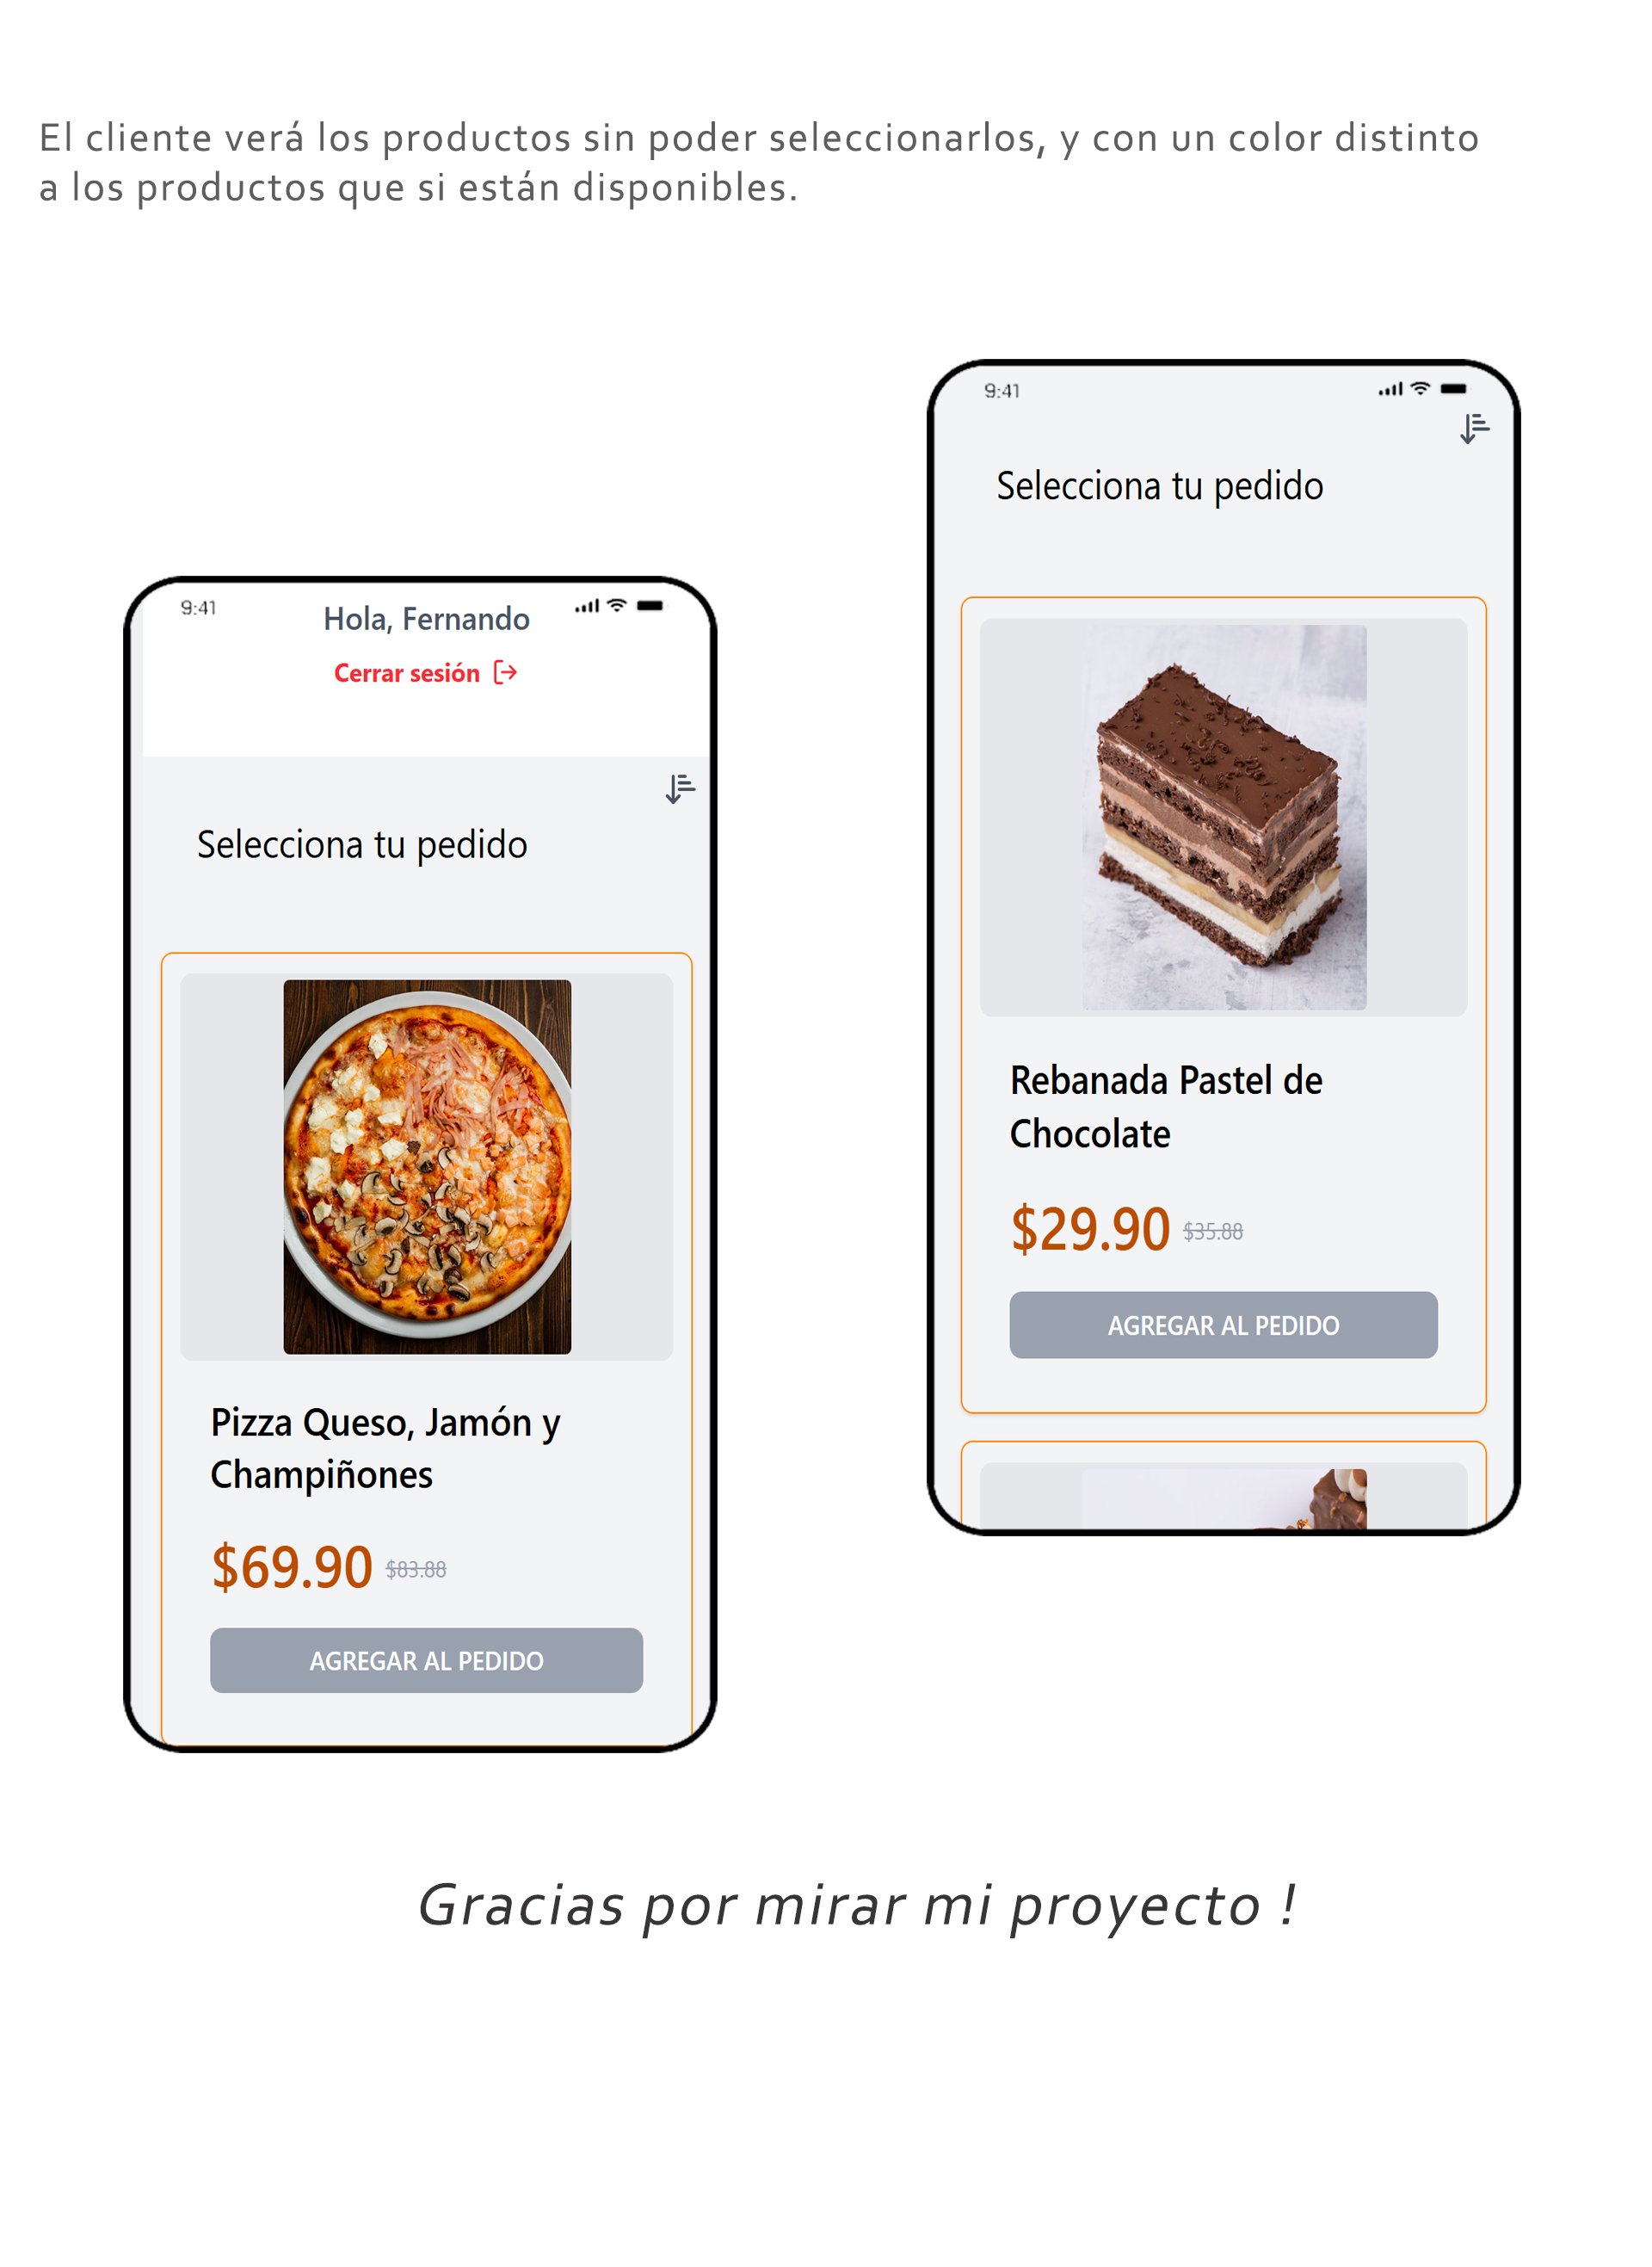 El cliente verá los productos sin poder seleccionarlos, y con un color distinto
a los productos que si están disponibles.
9:41
Hola, Fernando
Cerrar sesión
Selecciona tu pedido
Pizza Queso, Jamón y
Champiñones
$69.90 $83.88
AGREGAR AL PEDIDO
9:41
Selecciona tu pedido
Rebanada Pastel de
Chocolate
$29.90 $35.88
AGREGAR AL PEDIDO
Gracias por mirar mi proyecto !